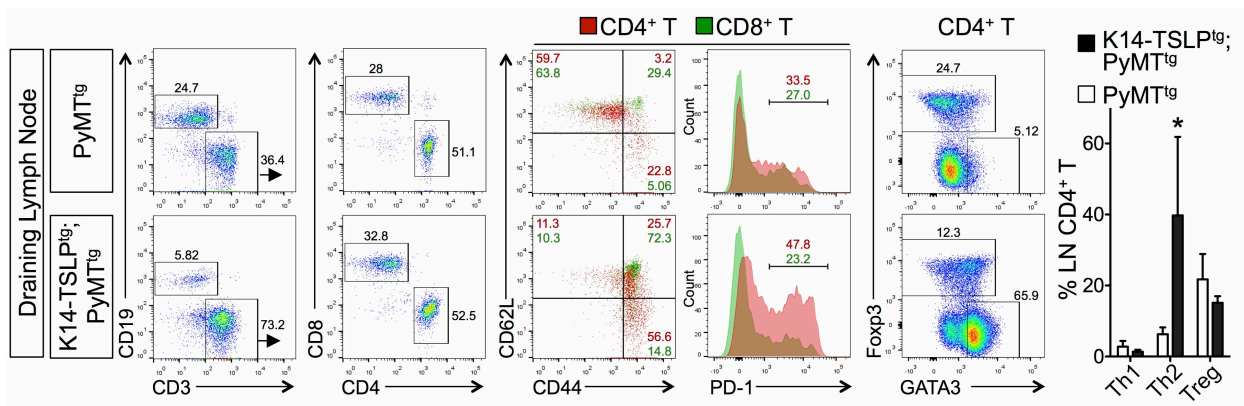 CD4⁺ T CD8⁺ T CD4⁺ T
K14-TSLPᵗᵍ;
PyMTᵗᵍ
PyMTᵗᵍ
Draining Lymph Node
PyMTᵗᵍ
K14-TSLPᵗᵍ;
PyMTᵗᵍ
24.7
36.4
28
51.1
59.7 3.2
63.8 29.4
22.8
5.06
Count
33.5
27.0
24.7
5.12
5.82
73.2
32.8
52.5
11.3 25.7
10.3 72.3
56.6
14.8
Count
47.8
23.2
12.3
65.9
CD19
CD3
CD8
CD4
CD62L
CD44
PD-1
Foxp3
GATA3
% LN CD4⁺ T
60
40
20
0
*
Th1
Th2
Treg